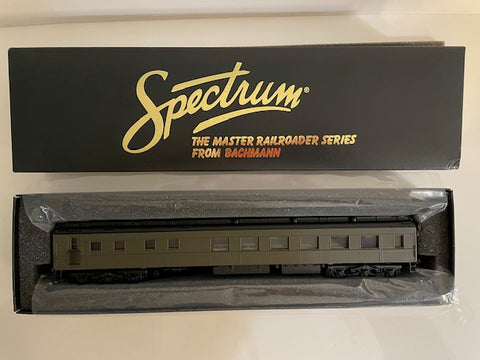 Spectrum®
THE MASTER RAILROADER SERIES
FROM BACHMANN